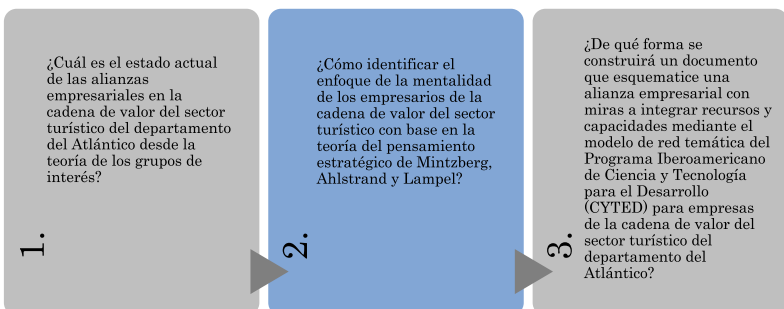 1.
¿Cuál es el estado actual
de las alianzas
empresariales en la
cadena de valor del sector
turístico del departamento
del Atlántico desde la
teoría de los grupos de
interés?
2.
¿Cómo identificar el
enfoque de la mentalidad
de los empresarios de la
cadena de valor del sector
turístico con base en la
teoría del pensamiento
estratégico de Mintzberg,
Ahlstrand y Lampel?
3.
¿De qué forma se
construirá un documento
que esquematice una
alianza empresarial con
miras a integrar recursos y
capacidades mediante el
modelo de red temática del
Programa Iberoamericano
de Ciencia y Tecnología
para el Desarrollo
(CYTED) para empresas
de la cadena de valor del
sector turístico del
departamento del
Atlántico?